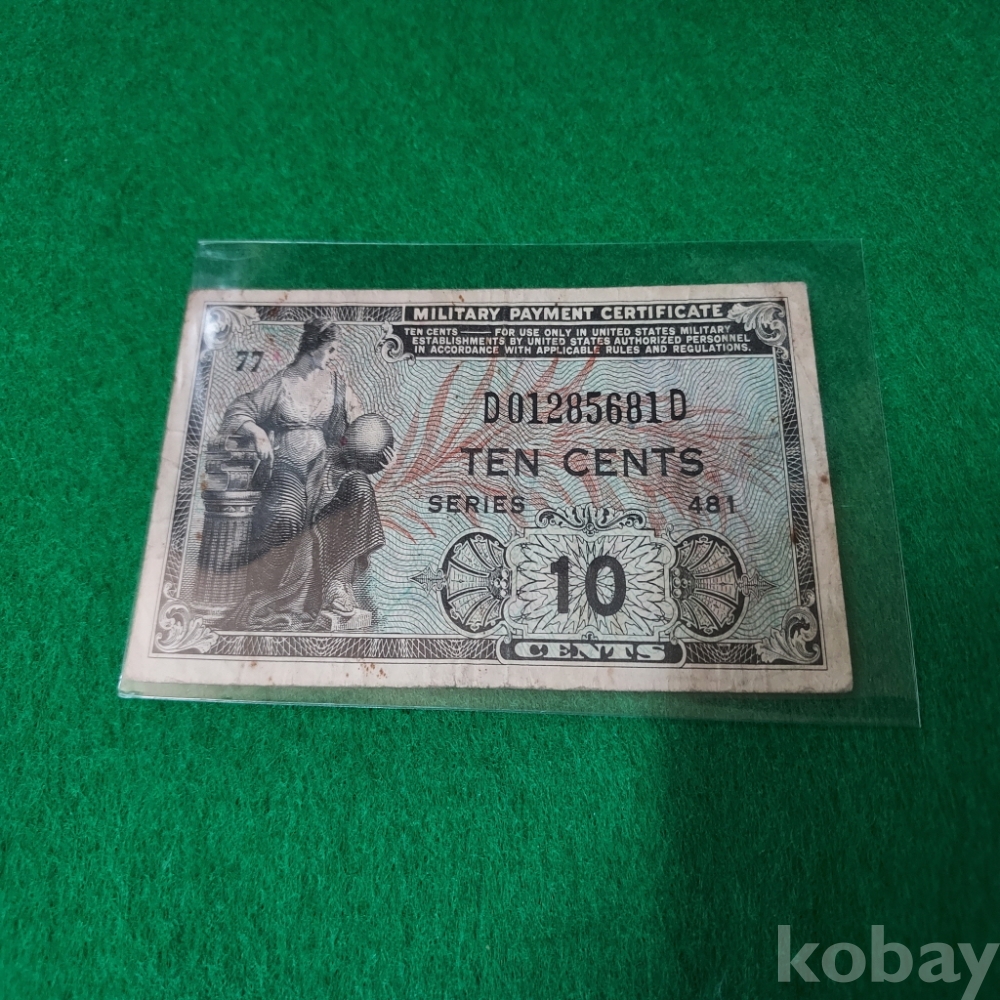 MILITARY PAYMENT CERTIFICATE
TEN CENTS — FOR USE ONLY IN UNITED STATES MILITARY
ESTABLISHMENTS BY UNITED STATES AUTHORIZED PERSONNEL
IN ACCORDANCE WITH APPLICABLE RULES AND REGULATIONS.
77
D01285681D
TEN CENTS
SERIES 481
10
CENTS
kobay